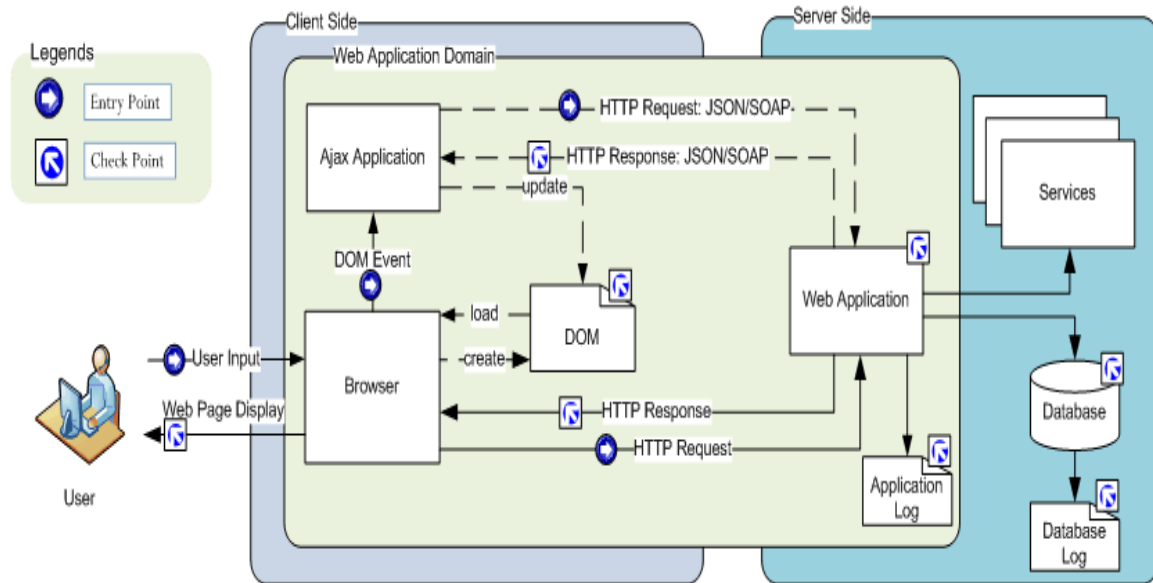 Client Side
Server Side
Legends
Web Application Domain
Entry Point
HTTP Request: JSON/SOAP
Check Point
Ajax Application
HTTP Response: JSON/SOAP
update
Services
DOM Event
Web Application
load
DOM
User Input
create
Browser
Web Page Display
HTTP Response
Database
HTTP Request
User
Application
Log
Database
Log